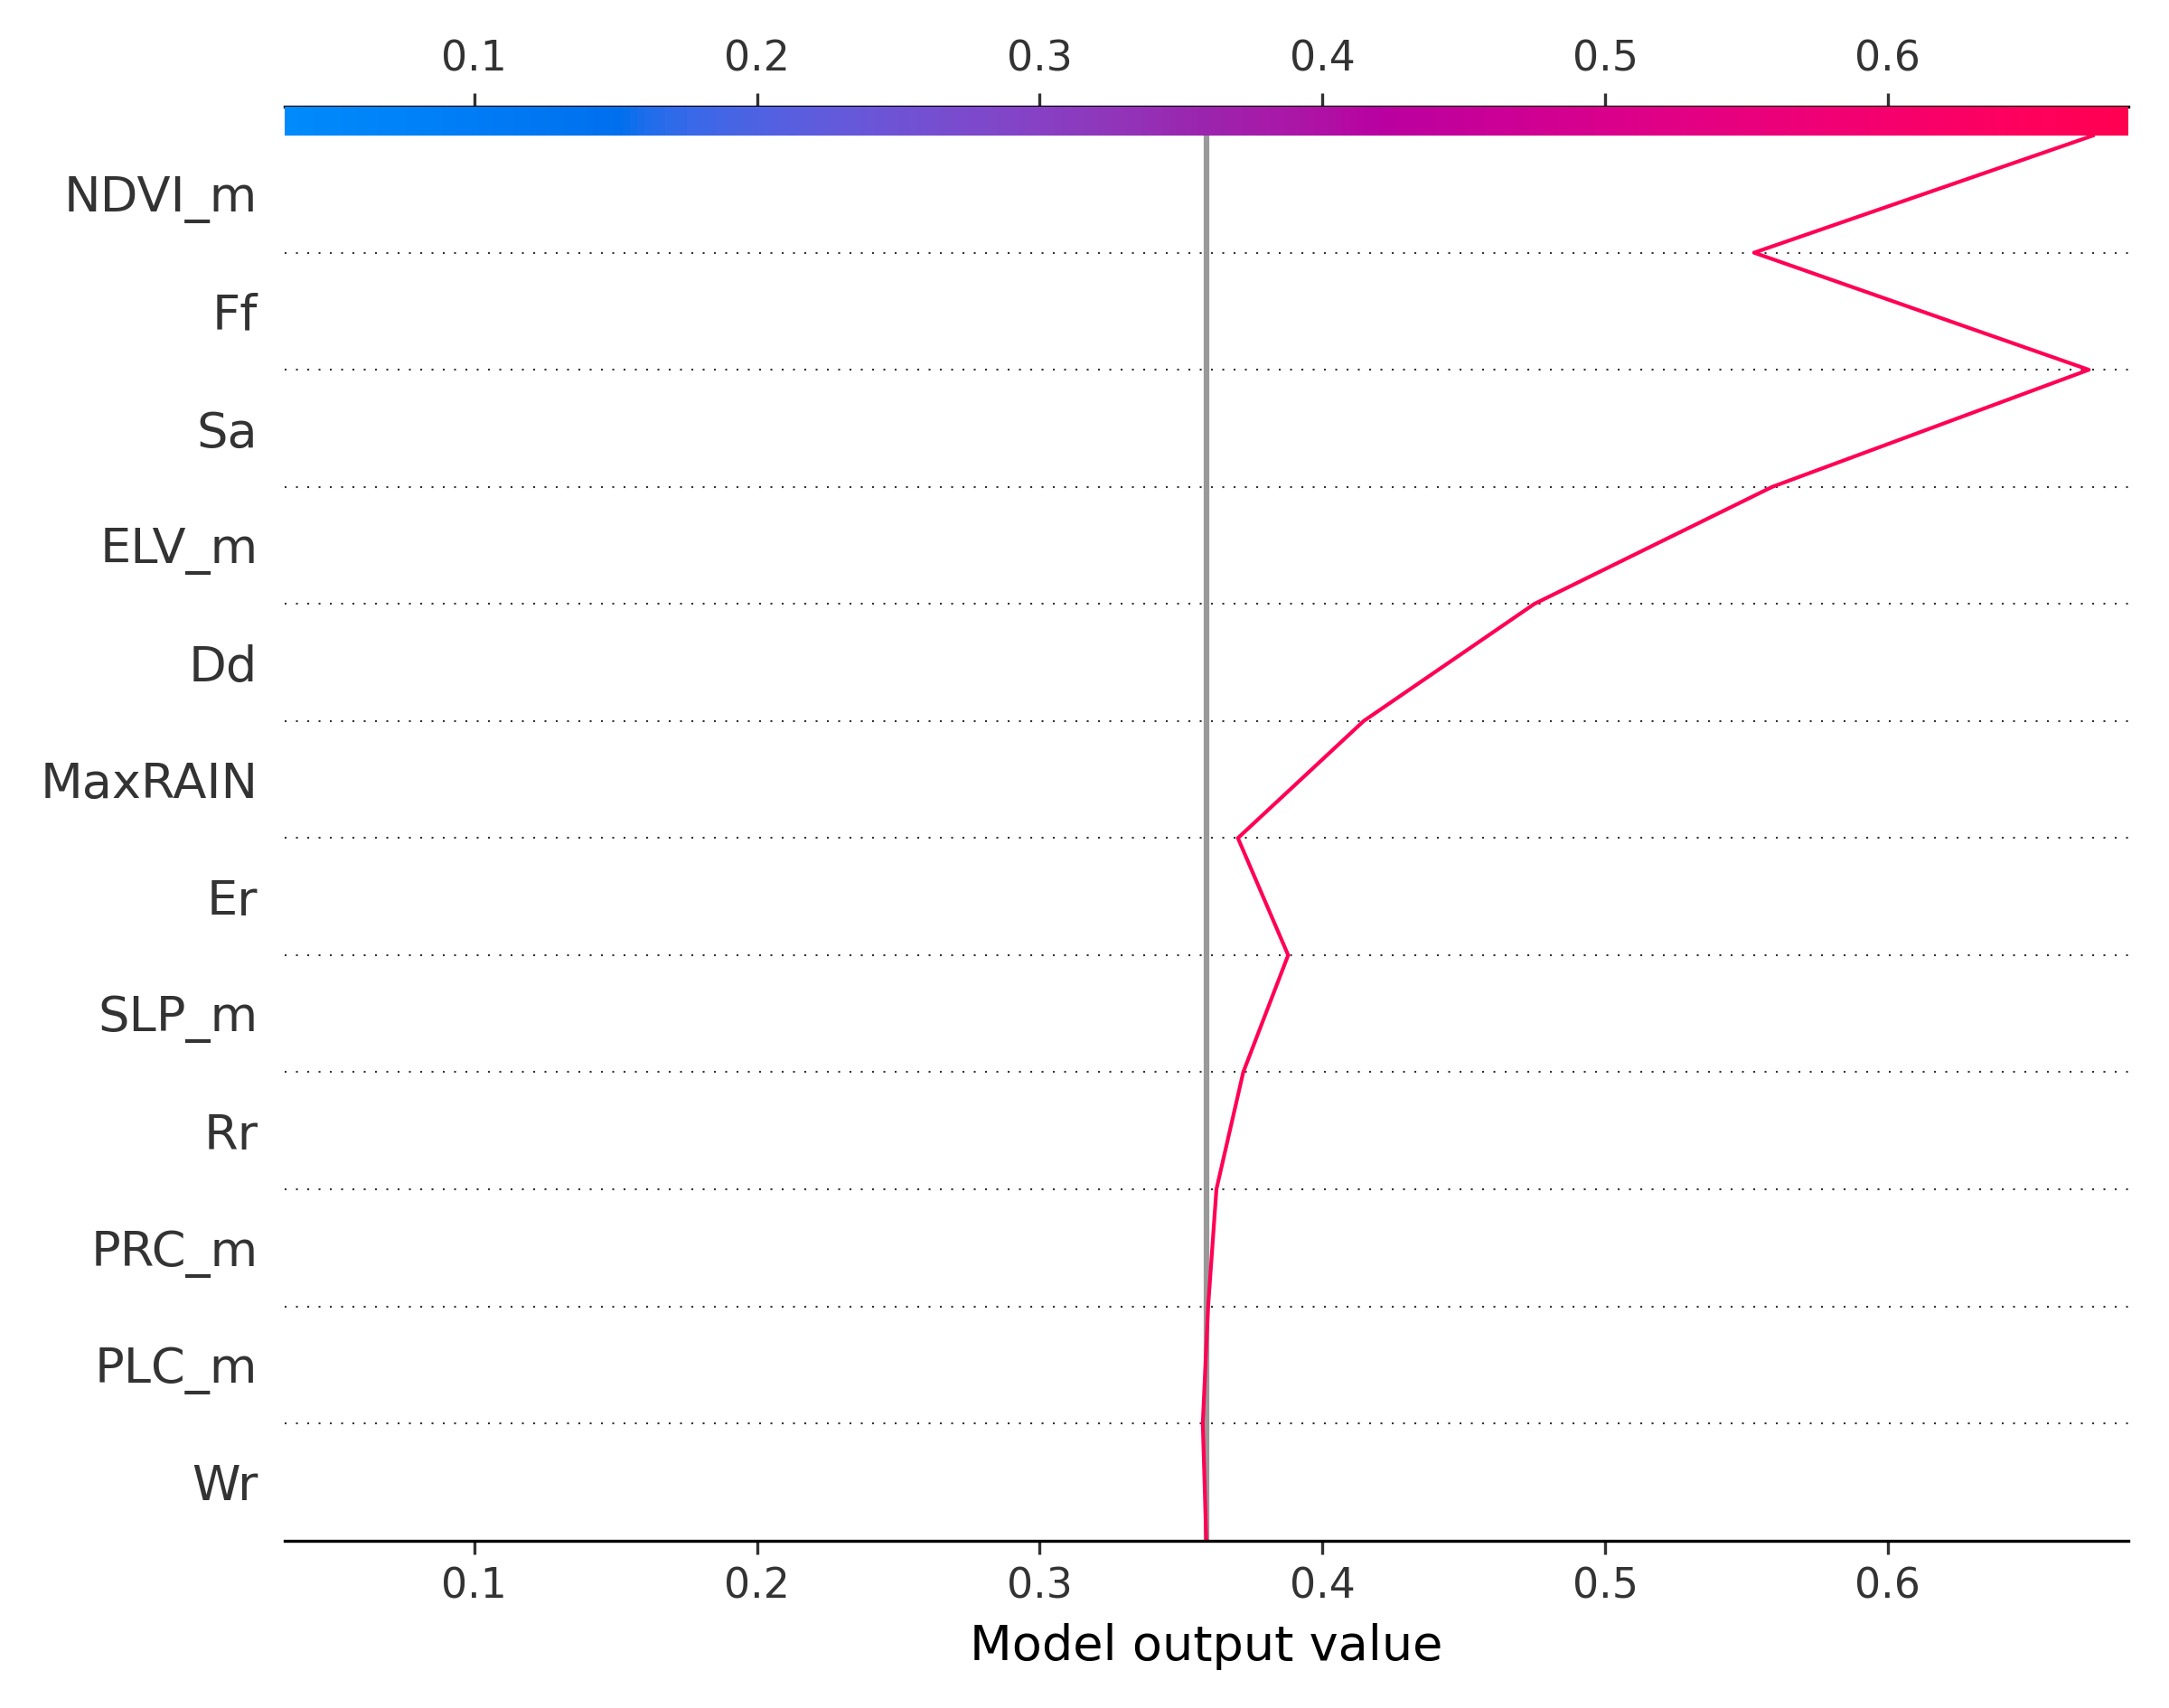 0.1 0.2 0.3 0.4 0.5 0.6
NDVI_m
Ff
Sa
ELV_m
Dd
MaxRAIN
Er
SLP_m
Rr
PRC_m
PLC_m
Wr
0.1 0.2 0.3 0.4 0.5 0.6
Model output value